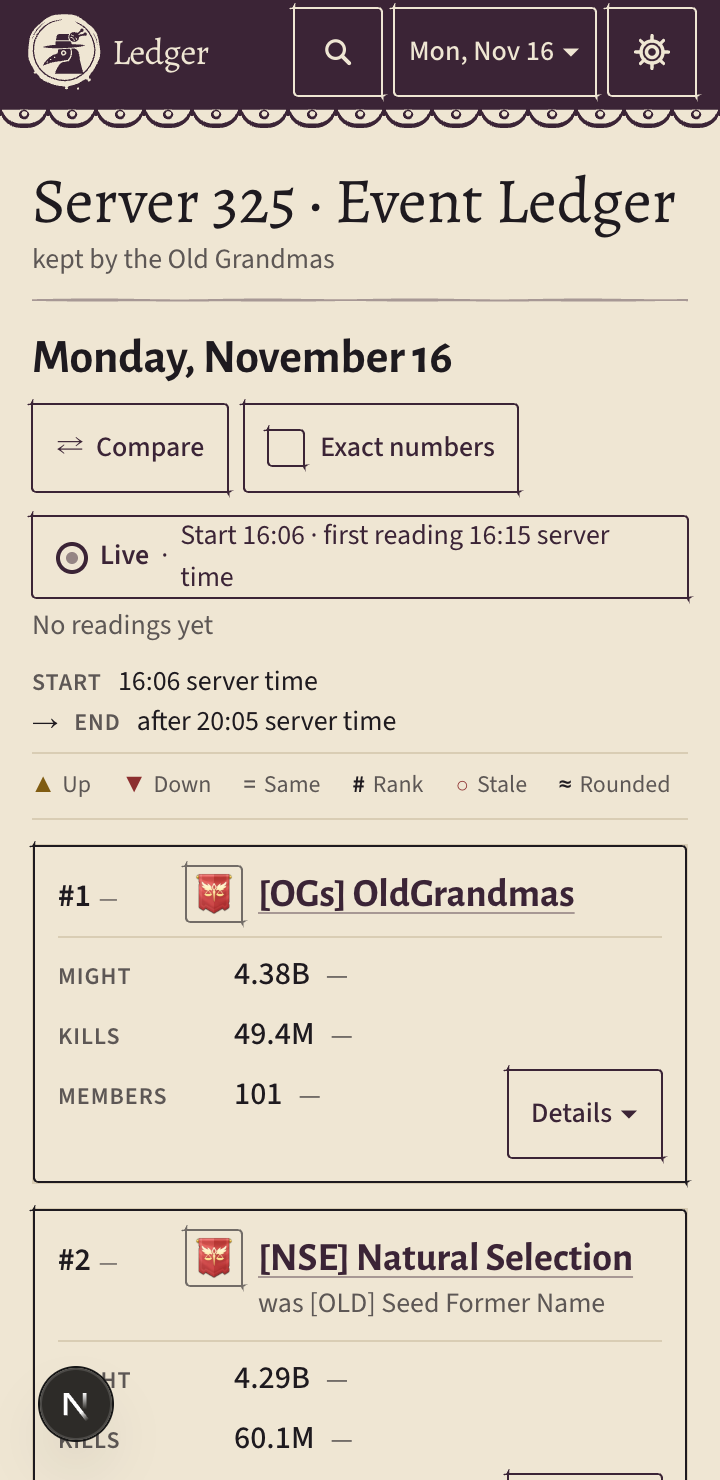 Ledger
Mon, Nov 16
Server 325 · Event Ledger
kept by the Old Grandmas
Monday, November 16
⇄ Compare
Exact numbers
Live · Start 16:06 · first reading 16:15 server
time
No readings yet
START 16:06 server time
→ END after 20:05 server time
▲ Up ▼ Down = Same # Rank ○ Stale ≈ Rounded
#1 — [OGs] OldGrandmas
MIGHT 4.38B —
KILLS 49.4M —
MEMBERS 101 —
Details
#2 — [NSE] Natural Selection
was [OLD] Seed Former Name
HT 4.29B —
KILLS 60.1M —
N